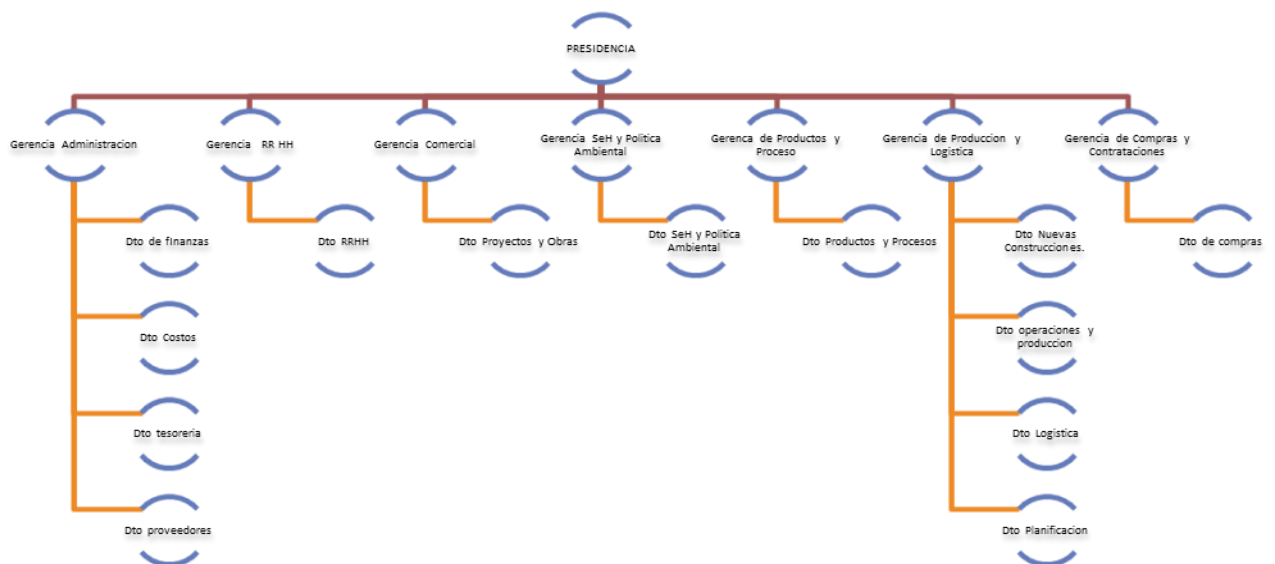 PRESIDENCIA
Gerencia Administracion
Gerencia RR HH
Gerencia Comercial
Gerencia SeH y Política
Ambiental
Gerenca de Productos y
Proceso
Gerencia de Produccion y
Logistica
Gerencia de Compras y
Contrataciones
Dto de finanzas
Dto RRHH
Dto Proyectos y Obras
Dto SeH y Política
Ambiental
Dto Productos y Procesos
Dto Nuevas
Construcciones.
Dto de compras
Dto Costos
Dto operaciones y
produccion
Dto tesoreria
Dto Logistica
Dto proveedores
Dto Planificacion